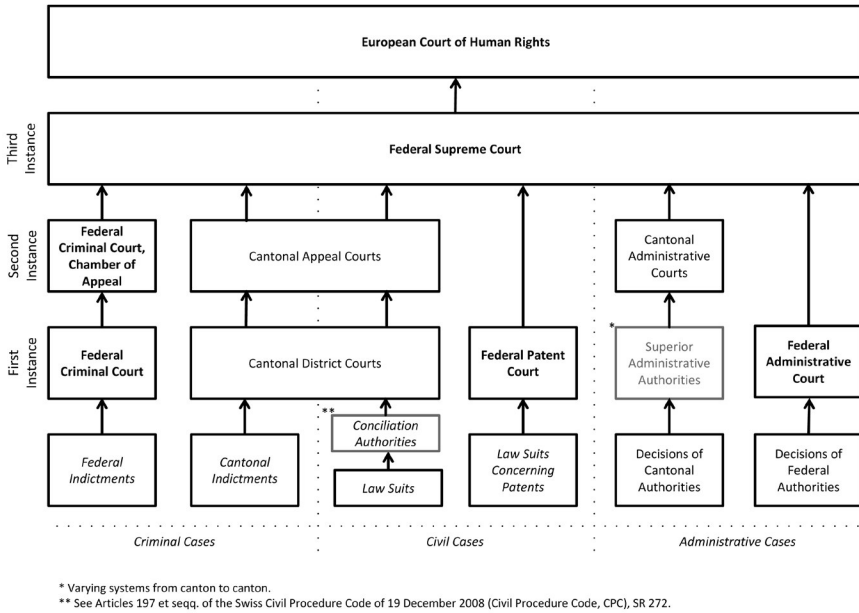 European Court of Human Rights
Third
Instance
Federal Supreme Court
Second
Instance
Federal
Criminal Court,
Chamber of
Appeal
Cantonal Appeal Courts
Cantonal
Administrative
Courts
First
Instance
Federal
Criminal Court
Cantonal District Courts
Federal Patent
Court
*
Superior
Administrative
Authorities
Federal
Administrative
Court
**
Conciliation
Authorities
Federal
Indictments
Cantonal
Indictments
Law Suits
Law Suits
Concerning
Patents
Decisions of
Cantonal
Authorities
Decisions of
Federal
Authorities
Criminal Cases
Civil Cases
Administrative Cases
* Varying systems from canton to canton.
** See Articles 197 et seqq. of the Swiss Civil Procedure Code of 19 December 2008 (Civil Procedure Code, CPC), SR 272.